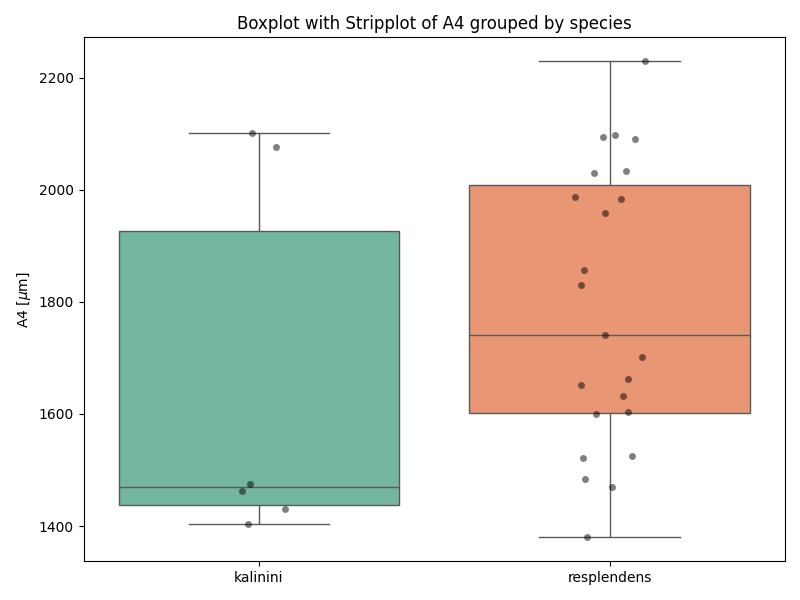 Boxplot with Stripplot of A4 grouped by species
2200
2000
1800
1600
1400
A4 [μm]
kalinini
resplendens